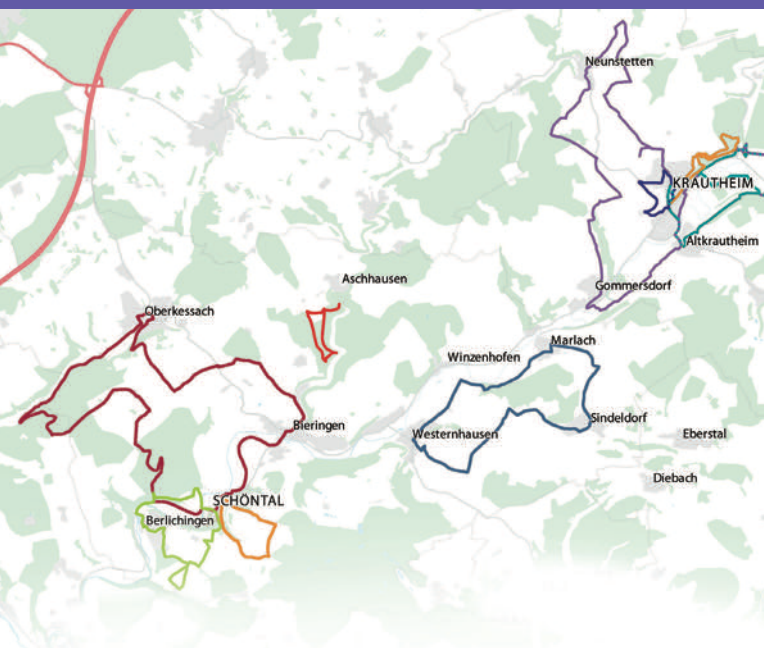 Neunstetten
KRAUTHEIM
Altkrautheim
Aschhausen
Gommersdorf
Oberkessach
Marlach
Winzenhofen
Sindeldorf
Bieringen
Westernhausen
Eberstal
Diebach
SCHÖNTAL
Berlichingen